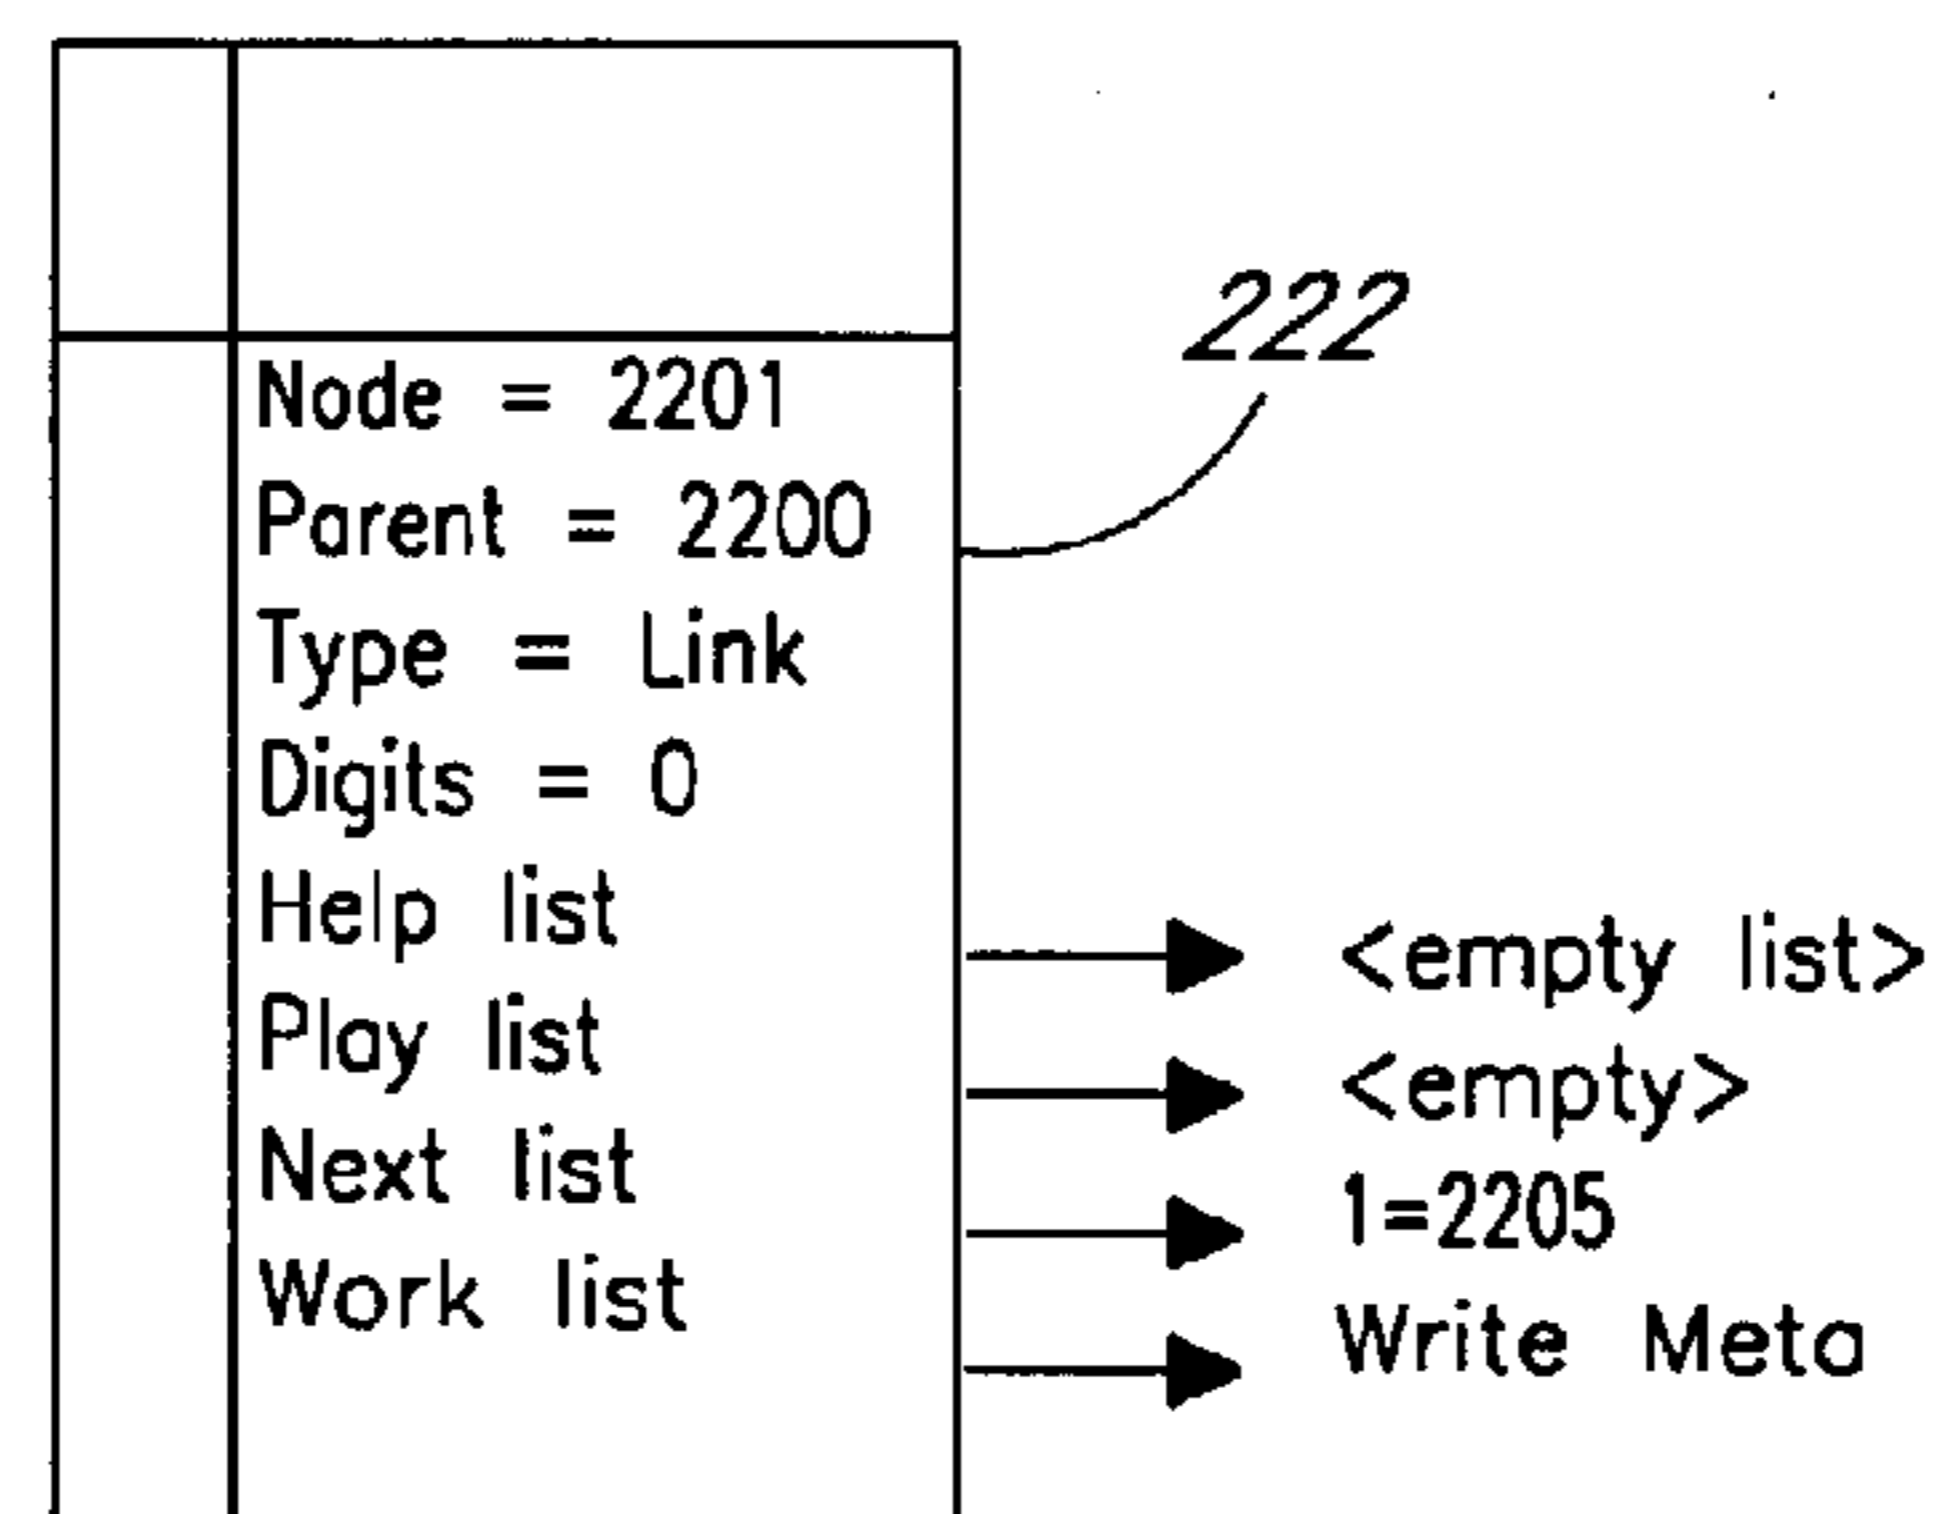 222
Node = 2201
Parent = 2200
Type = Link
Digits = 0
Help list
<empty list>
Play list
<empty>
Next list
1=2205
Work list
Write Meta